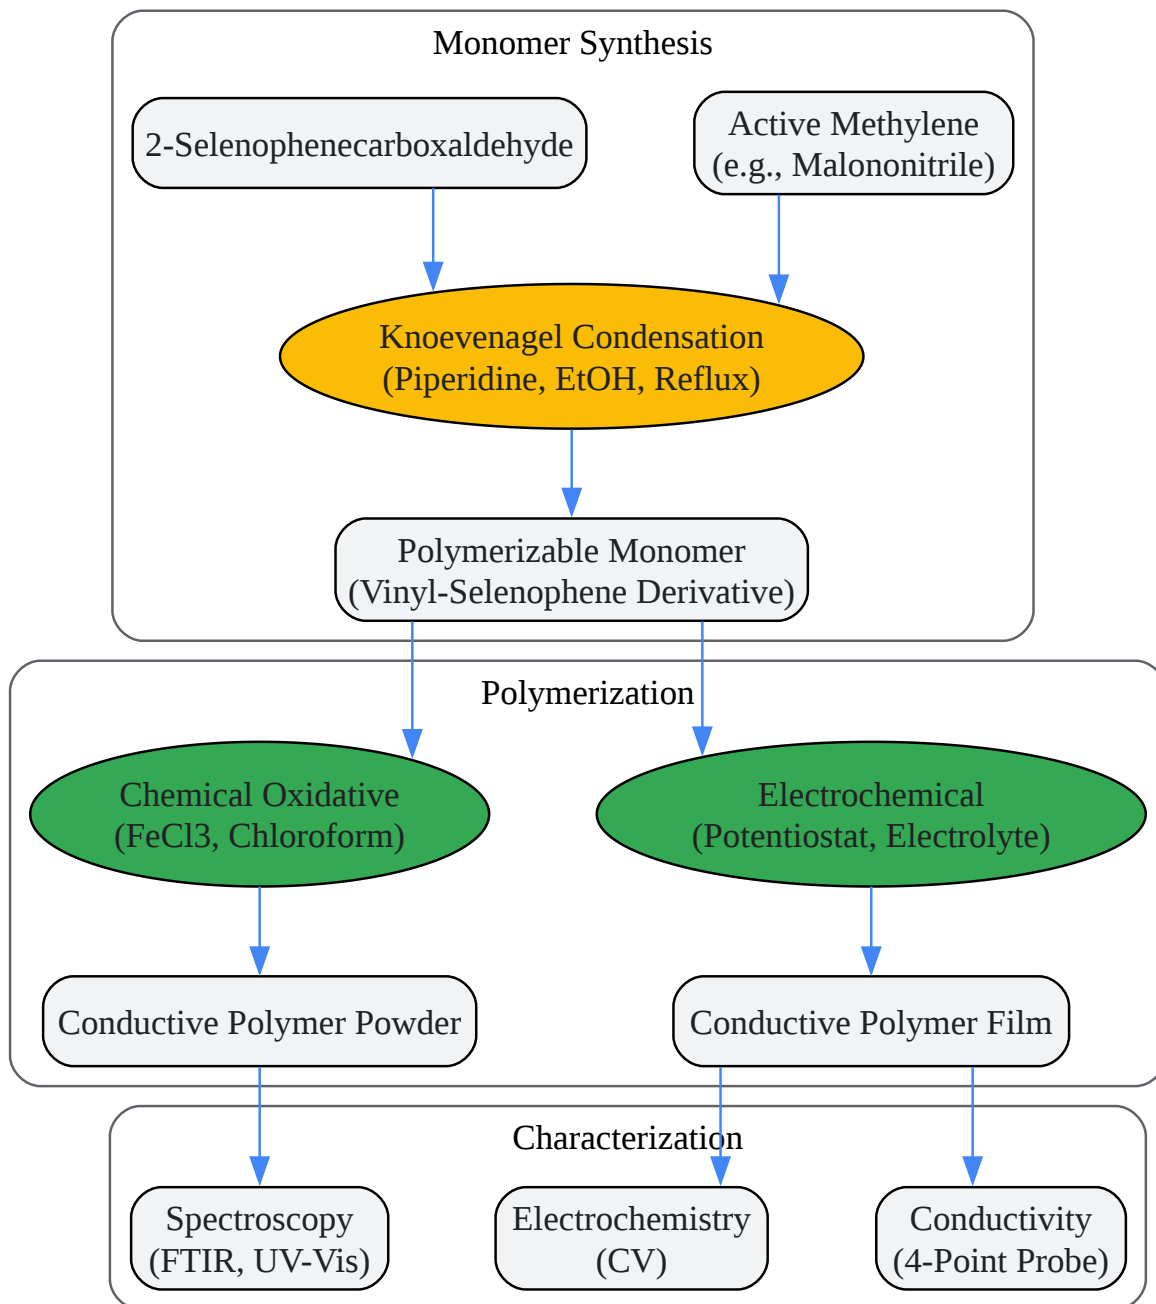 Monomer Synthesis
2-Selenophenecarboxaldehyde
Active Methylene
(e.g., Malononitrile)
Knoevenagel Condensation
(Piperidine, EtOH, Reflux)
Polymerizable Monomer
(Vinyl-Selenophene Derivative)
Polymerization
Chemical Oxidative
(FeCl3, Chloroform)
Electrochemical
(Potentiostat, Electrolyte)
Conductive Polymer Powder
Conductive Polymer Film
Characterization
Spectroscopy
(FTIR, UV-Vis)
Electrochemistry
(CV)
Conductivity
(4-Point Probe)